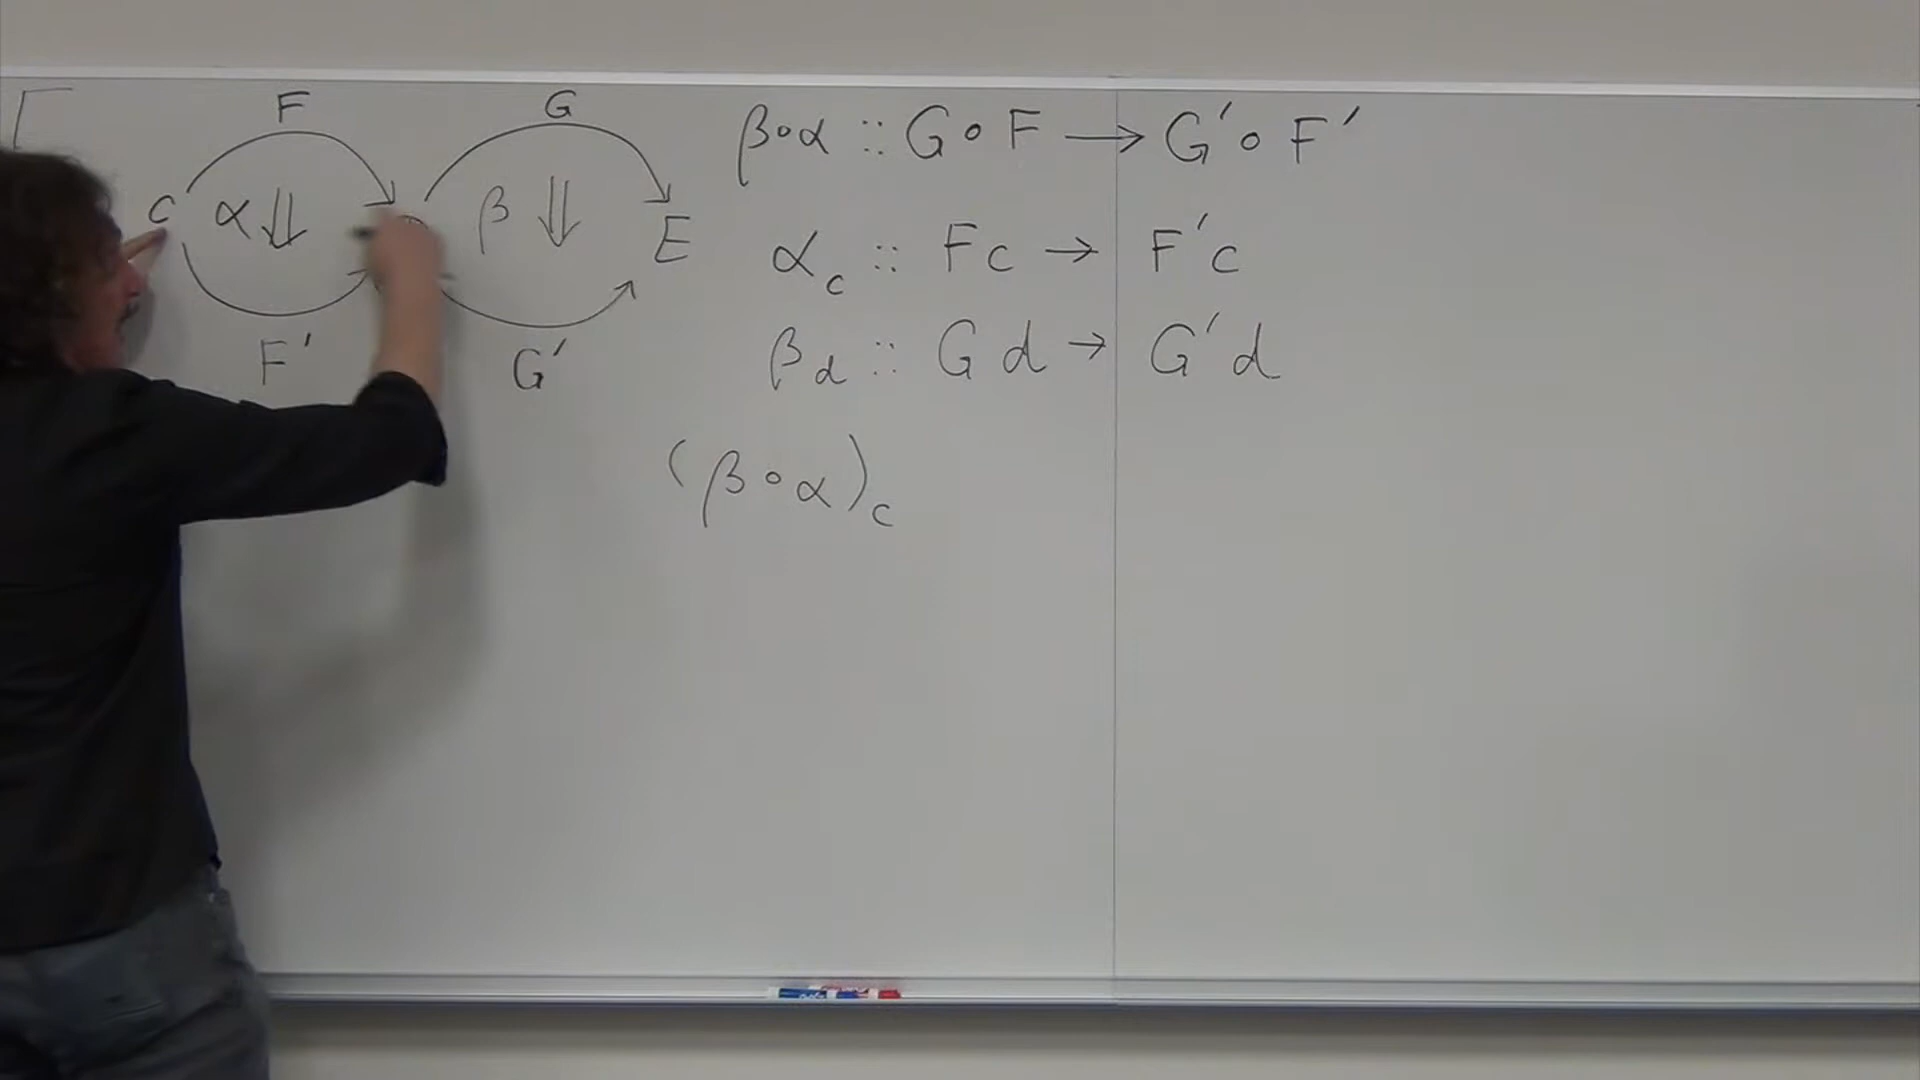 F G
β∘α :: G∘F → G′∘F′
C α⇓ β⇓ E
α_c :: Fc → F′c
F′ G′
β_d :: Gd → G′d
(β∘α)_c